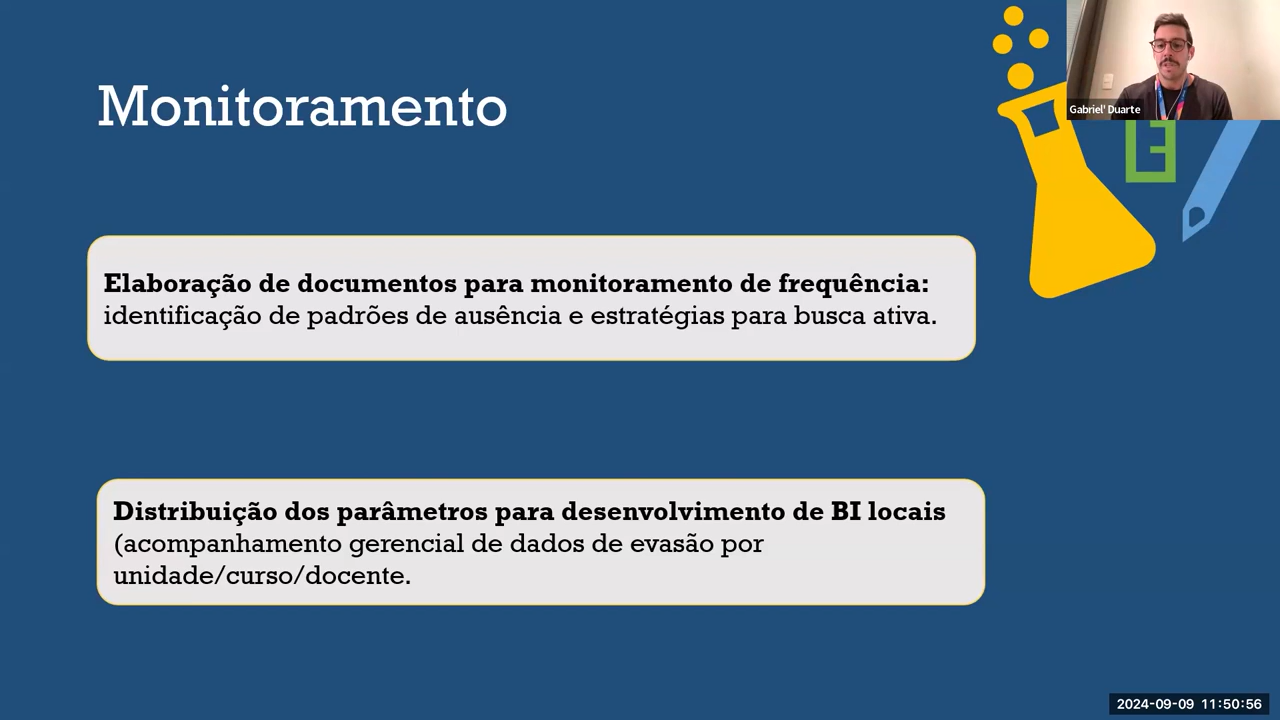 Monitoramento
Gabriel' Duarte
Elaboração de documentos para monitoramento de frequência:
identificação de padrões de ausência e estratégias para busca ativa.
Distribuição dos parâmetros para desenvolvimento de BI locais
(acompanhamento gerencial de dados de evasão por
unidade/curso/docente.
2024-09-09 11:50:56